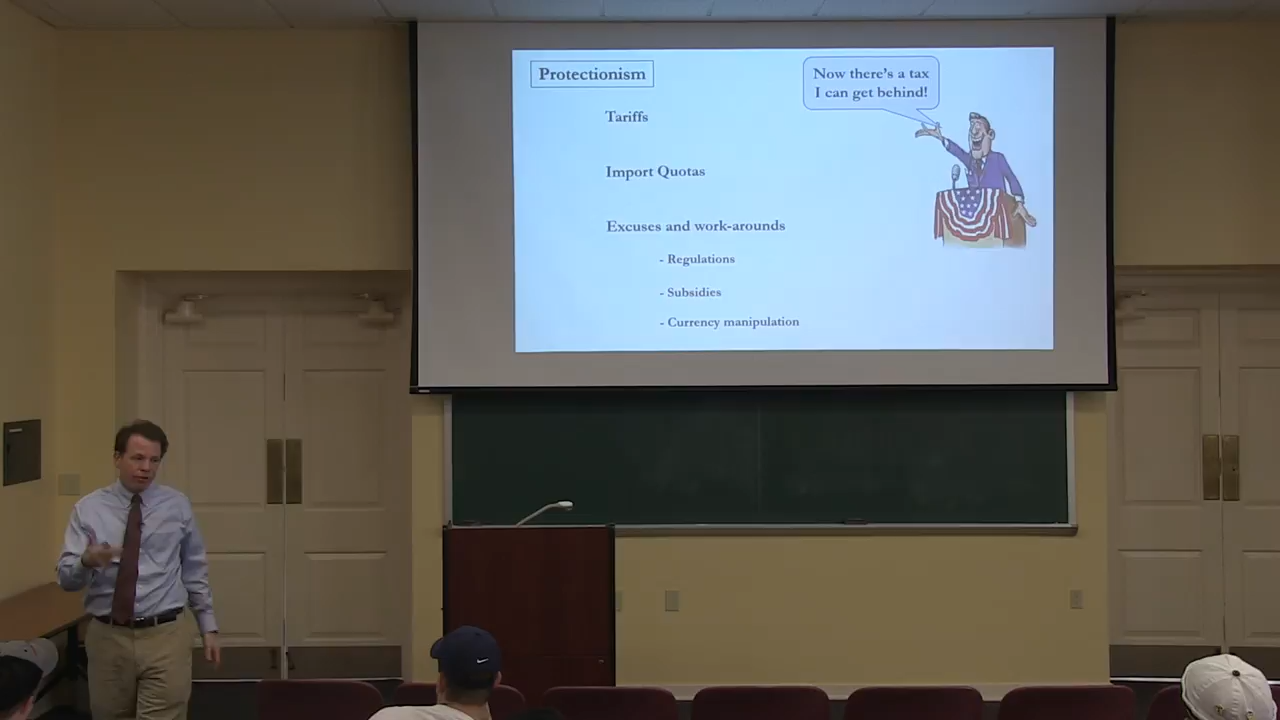 Protectionism
Now there's a tax
I can get behind!
Tariffs
Import Quotas
Excuses and work-arounds
- Regulations
- Subsidies
- Currency manipulation